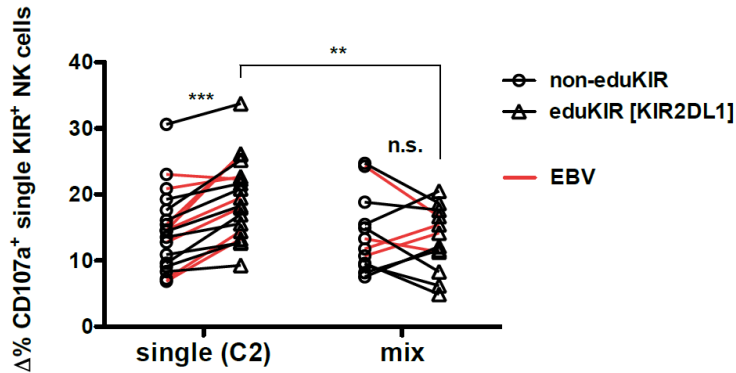 Δ% CD107a⁺ single KIR⁺ NK cells
40
30
20
10
0
***
**
n.s.
single (C2)
mix
non-eduKIR
eduKIR [KIR2DL1]
EBV